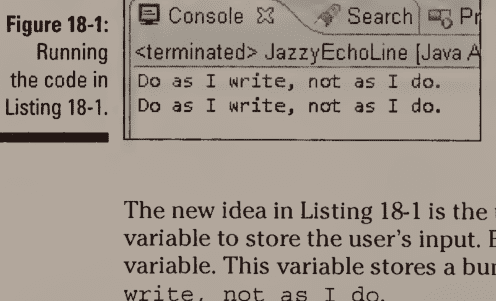 Figure 18-1:
Running
the code in
Listing 18-1.
Console Search
<terminated> JazzyEchoLine [Java
Do as I write, not as I do.
Do as I write, not as I do.
The new idea in Listing 18-1 is the
variable to store the user's input.
variable. This variable stores a
write, not as I do.